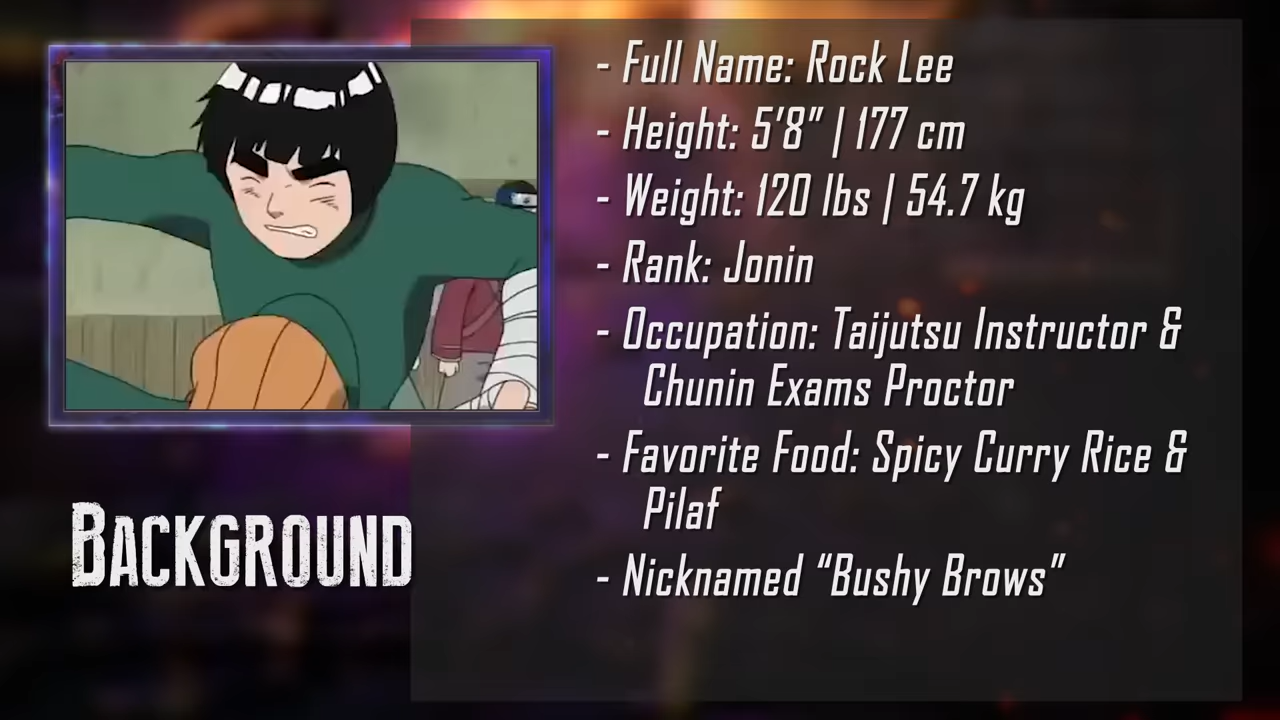 - Full Name: Rock Lee
- Height: 5'8" | 177 cm
- Weight: 120 lbs | 54.7 kg
- Rank: Jonin
- Occupation: Taijutsu Instructor &
Chunin Exams Proctor
- Favorite Food: Spicy Curry Rice &
Pilaf
- Nicknamed “Bushy Brows”
Background